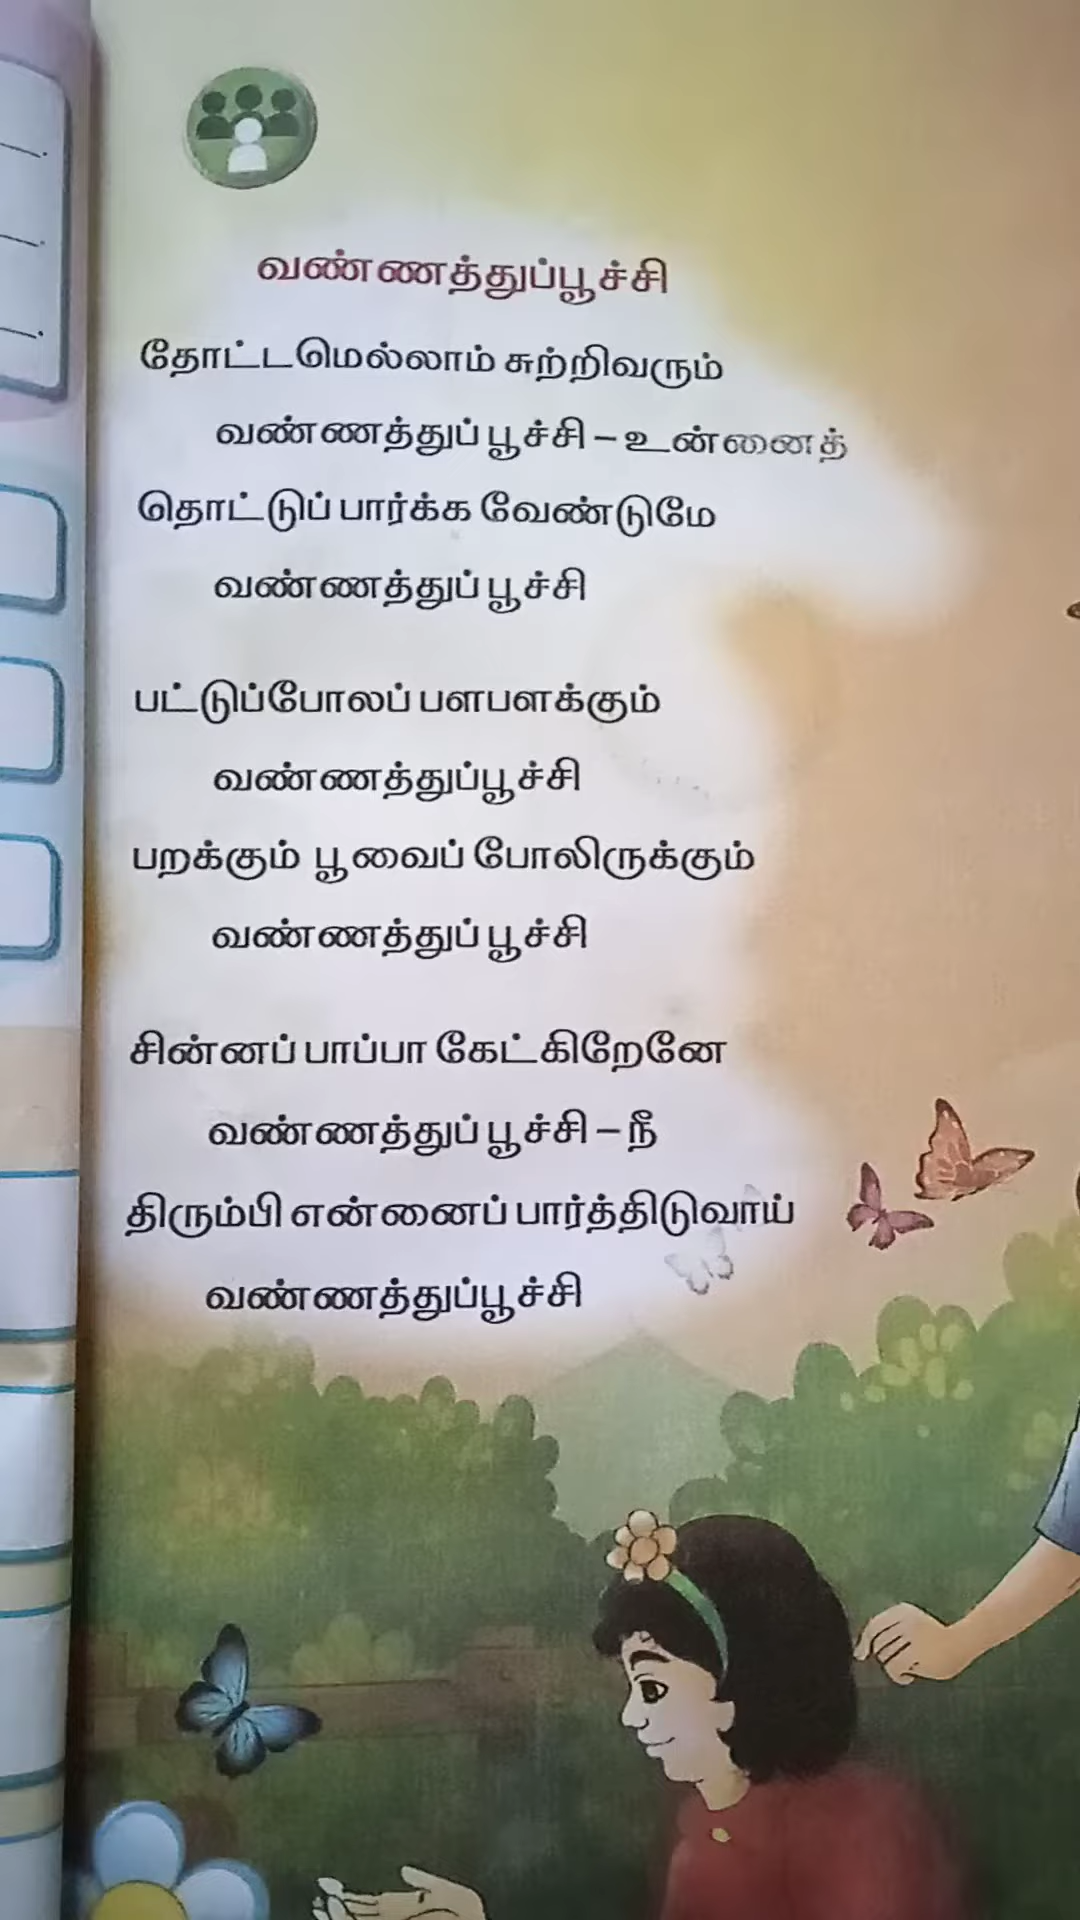 வண்ணத்துப்பூச்சி
தோட்டமெல்லாம் சுற்றிவரும்
வண்ணத்துப் பூச்சி – உன்னைத்
தொட்டுப் பார்க்க வேண்டுமே
வண்ணத்துப் பூச்சி
பட்டுப்போலப் பளபளக்கும்
வண்ணத்துப்பூச்சி
பறக்கும் பூவைப் போலிருக்கும்
வண்ணத்துப் பூச்சி
சின்னப் பாப்பா கேட்கிறேனே
வண்ணத்துப் பூச்சி – நீ
திரும்பி என்னைப் பார்த்திடுவாய்
வண்ணத்துப்பூச்சி